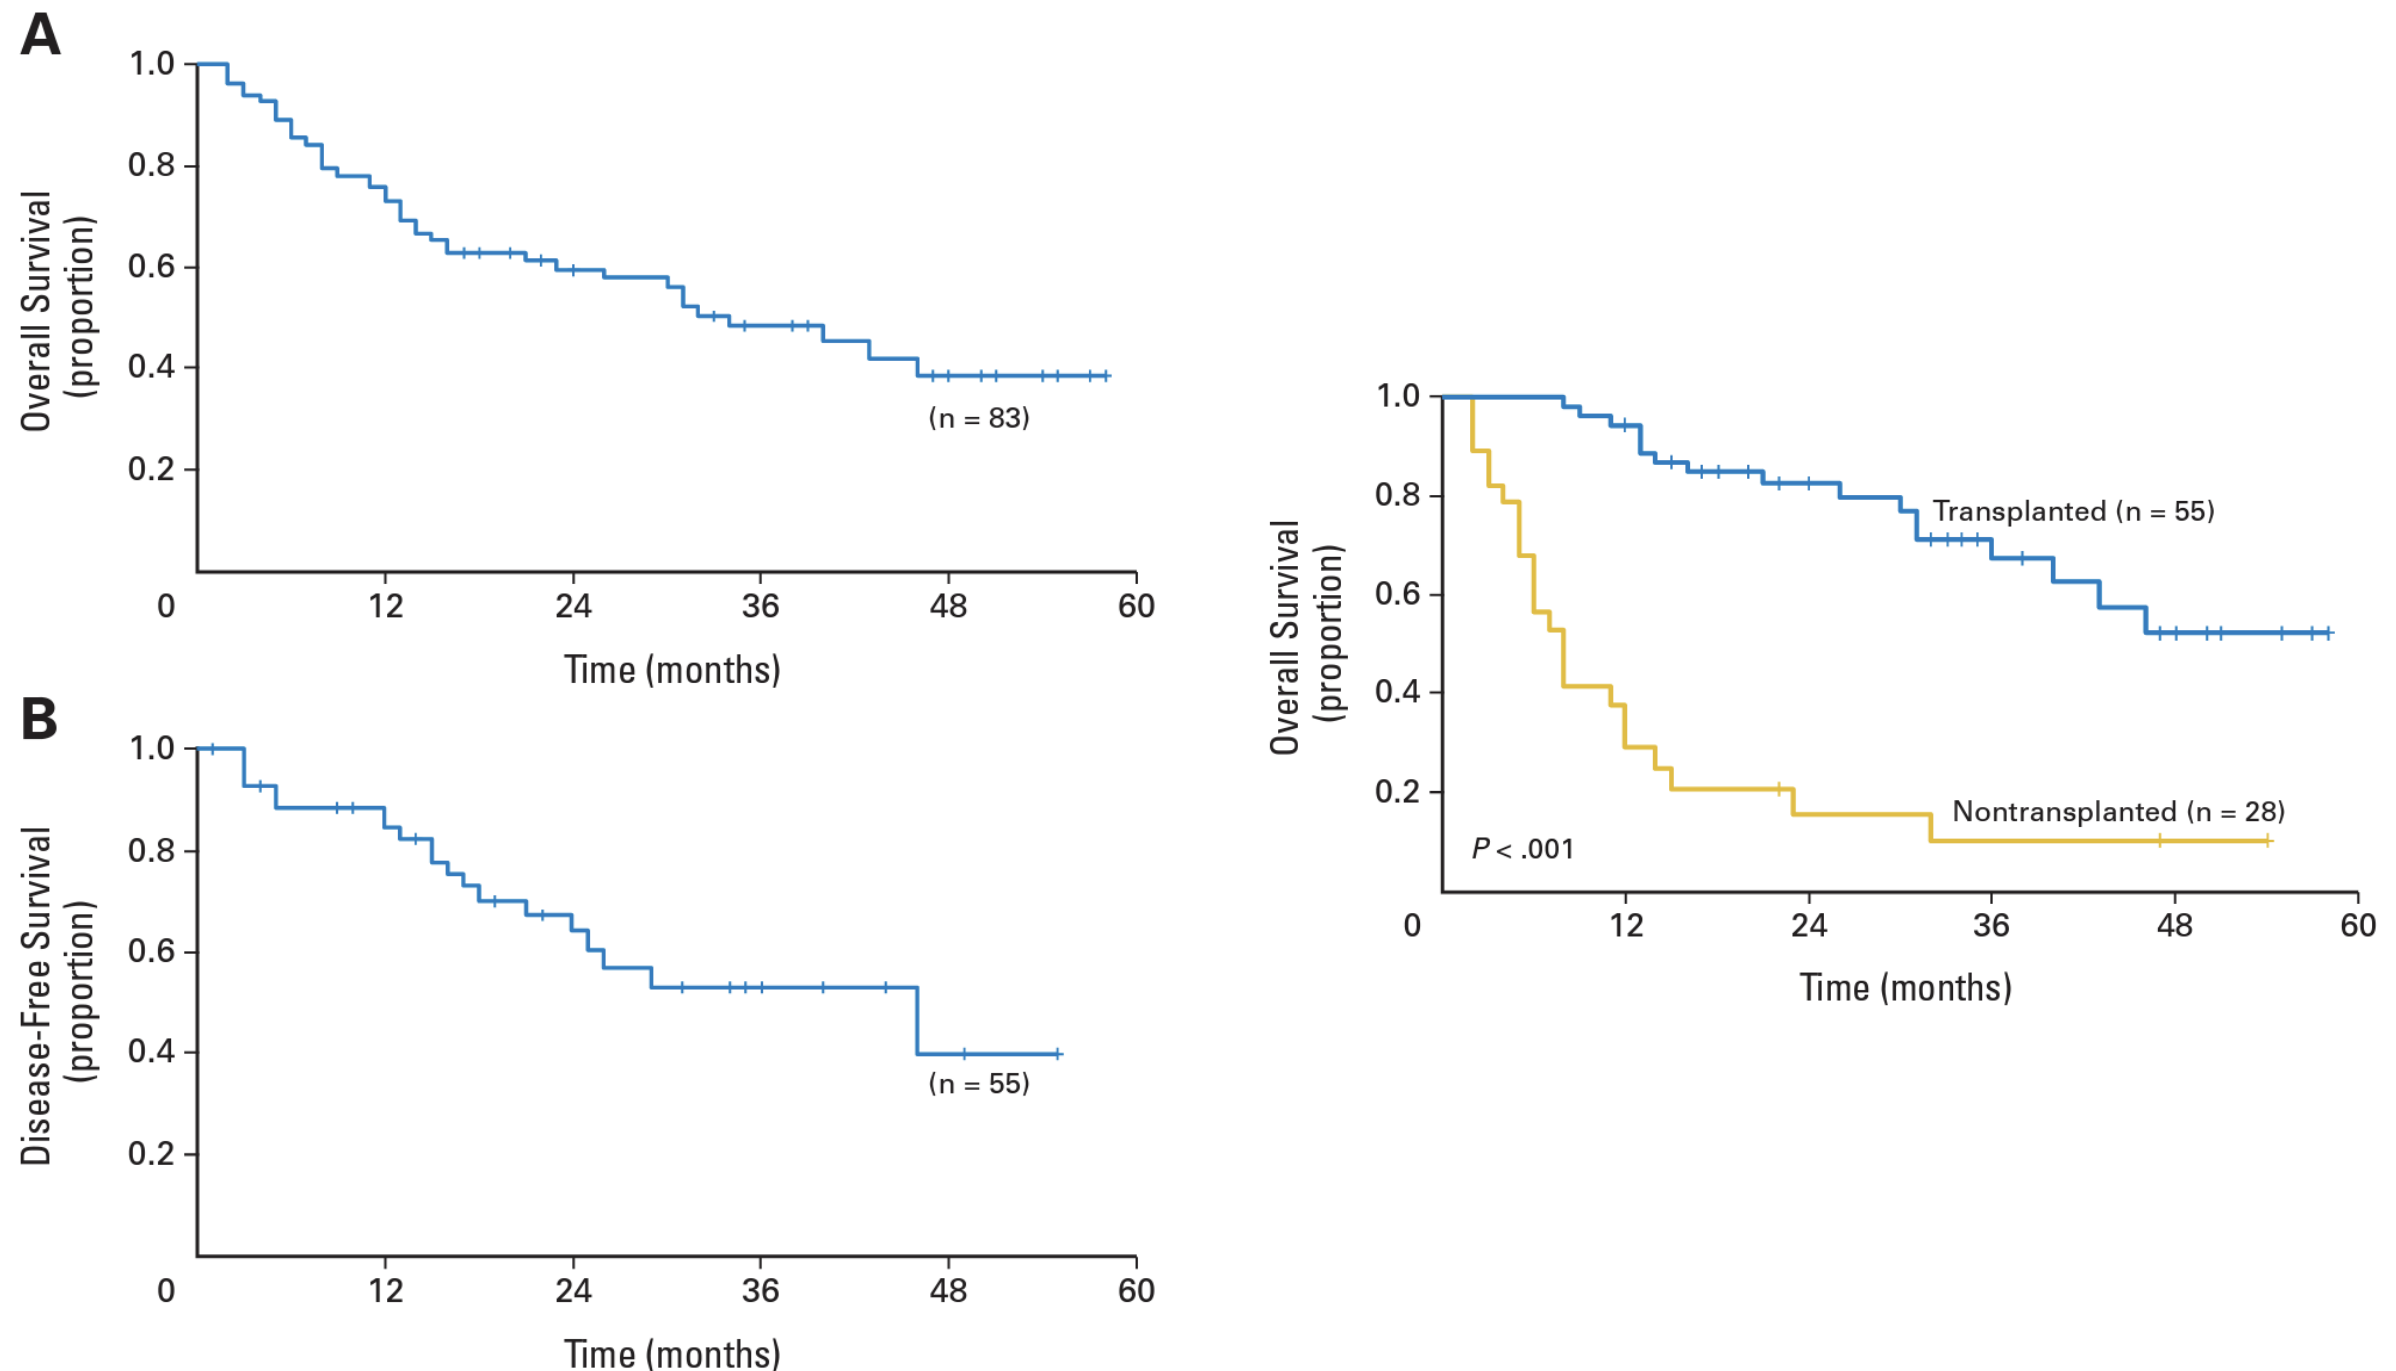 A
1.0
0.8
0.6
0.4
0.2
0
12
24
36
48
60
Overall Survival
(proportion)
(n = 83)
Time (months)
B
1.0
0.8
0.6
0.4
0.2
0
12
24
36
48
60
Disease-Free Survival
(proportion)
(n = 55)
Time (months)
1.0
0.8
0.6
0.4
0.2
0
12
24
36
48
60
Overall Survival
(proportion)
Transplanted (n = 55)
Nontransplanted (n = 28)
P < .001
Time (months)